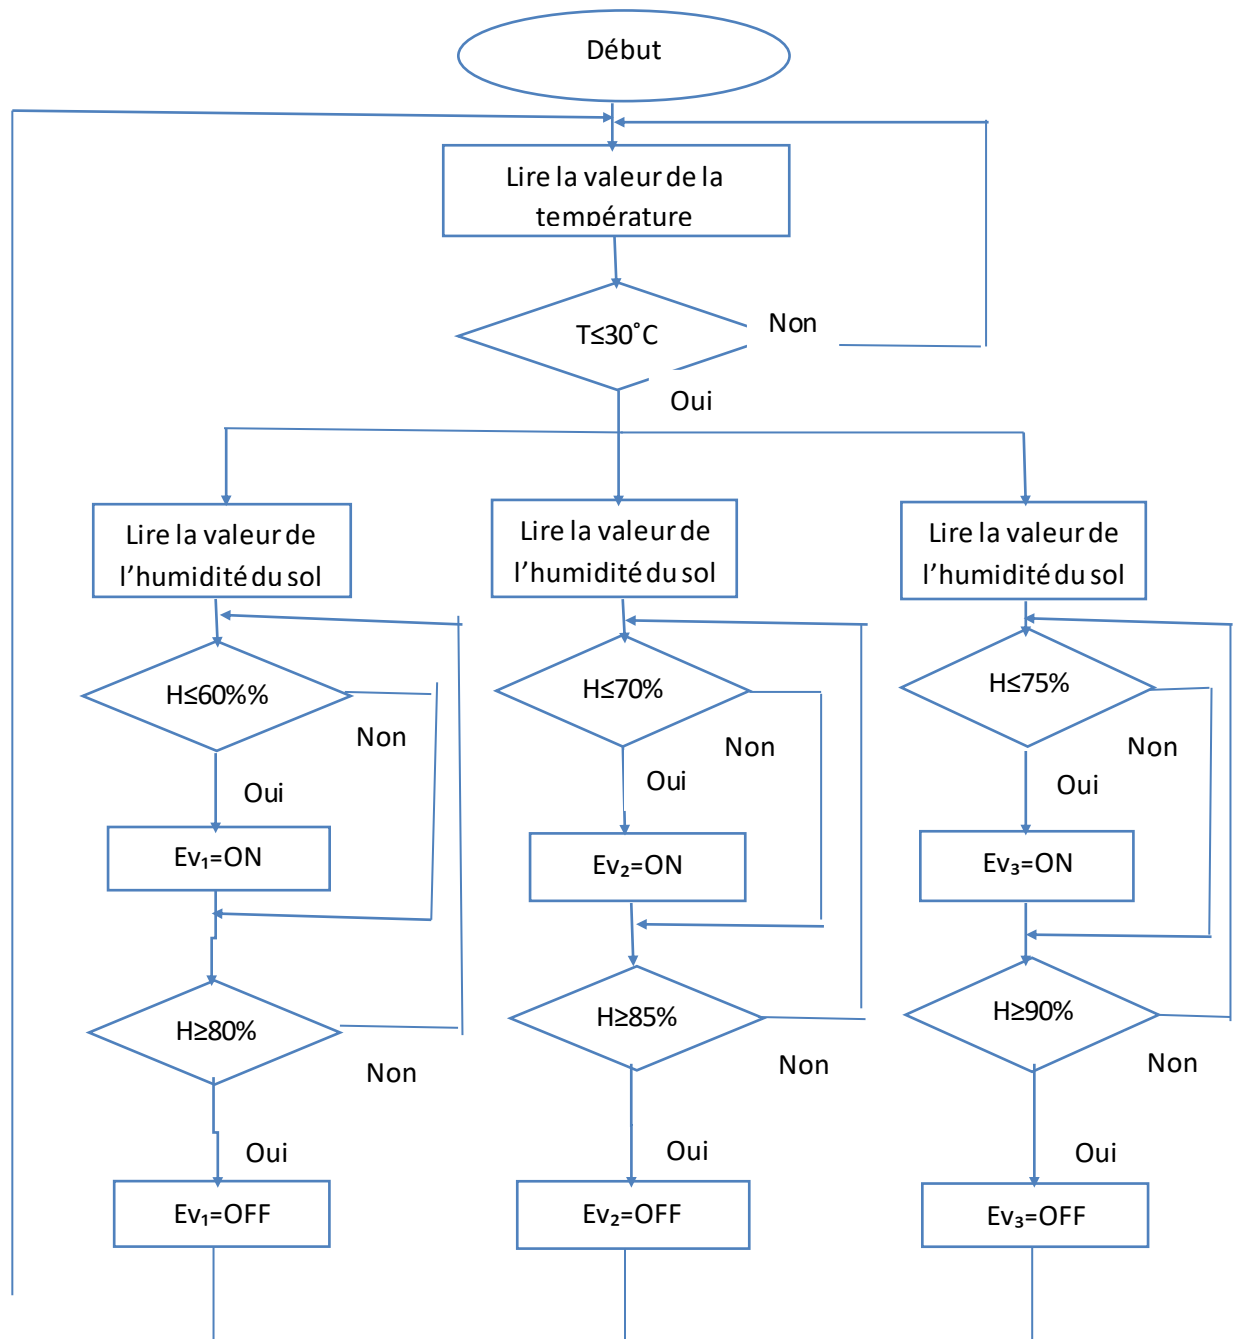 Début
Lire la valeur de la
température
T≤30°C
Non
Oui
Lire la valeur de
l'humidité du sol
Lire la valeur de
l'humidité du sol
Lire la valeur de
l'humidité du sol
H≤60%%
Non
H≤70%
Non
H≤75%
Non
Oui
Oui
Oui
Ev₁=ON
Ev₂=ON
Ev₃=ON
H≥80%
Non
H≥85%
Non
H≥90%
Non
Oui
Oui
Oui
Ev₁=OFF
Ev₂=OFF
Ev₃=OFF